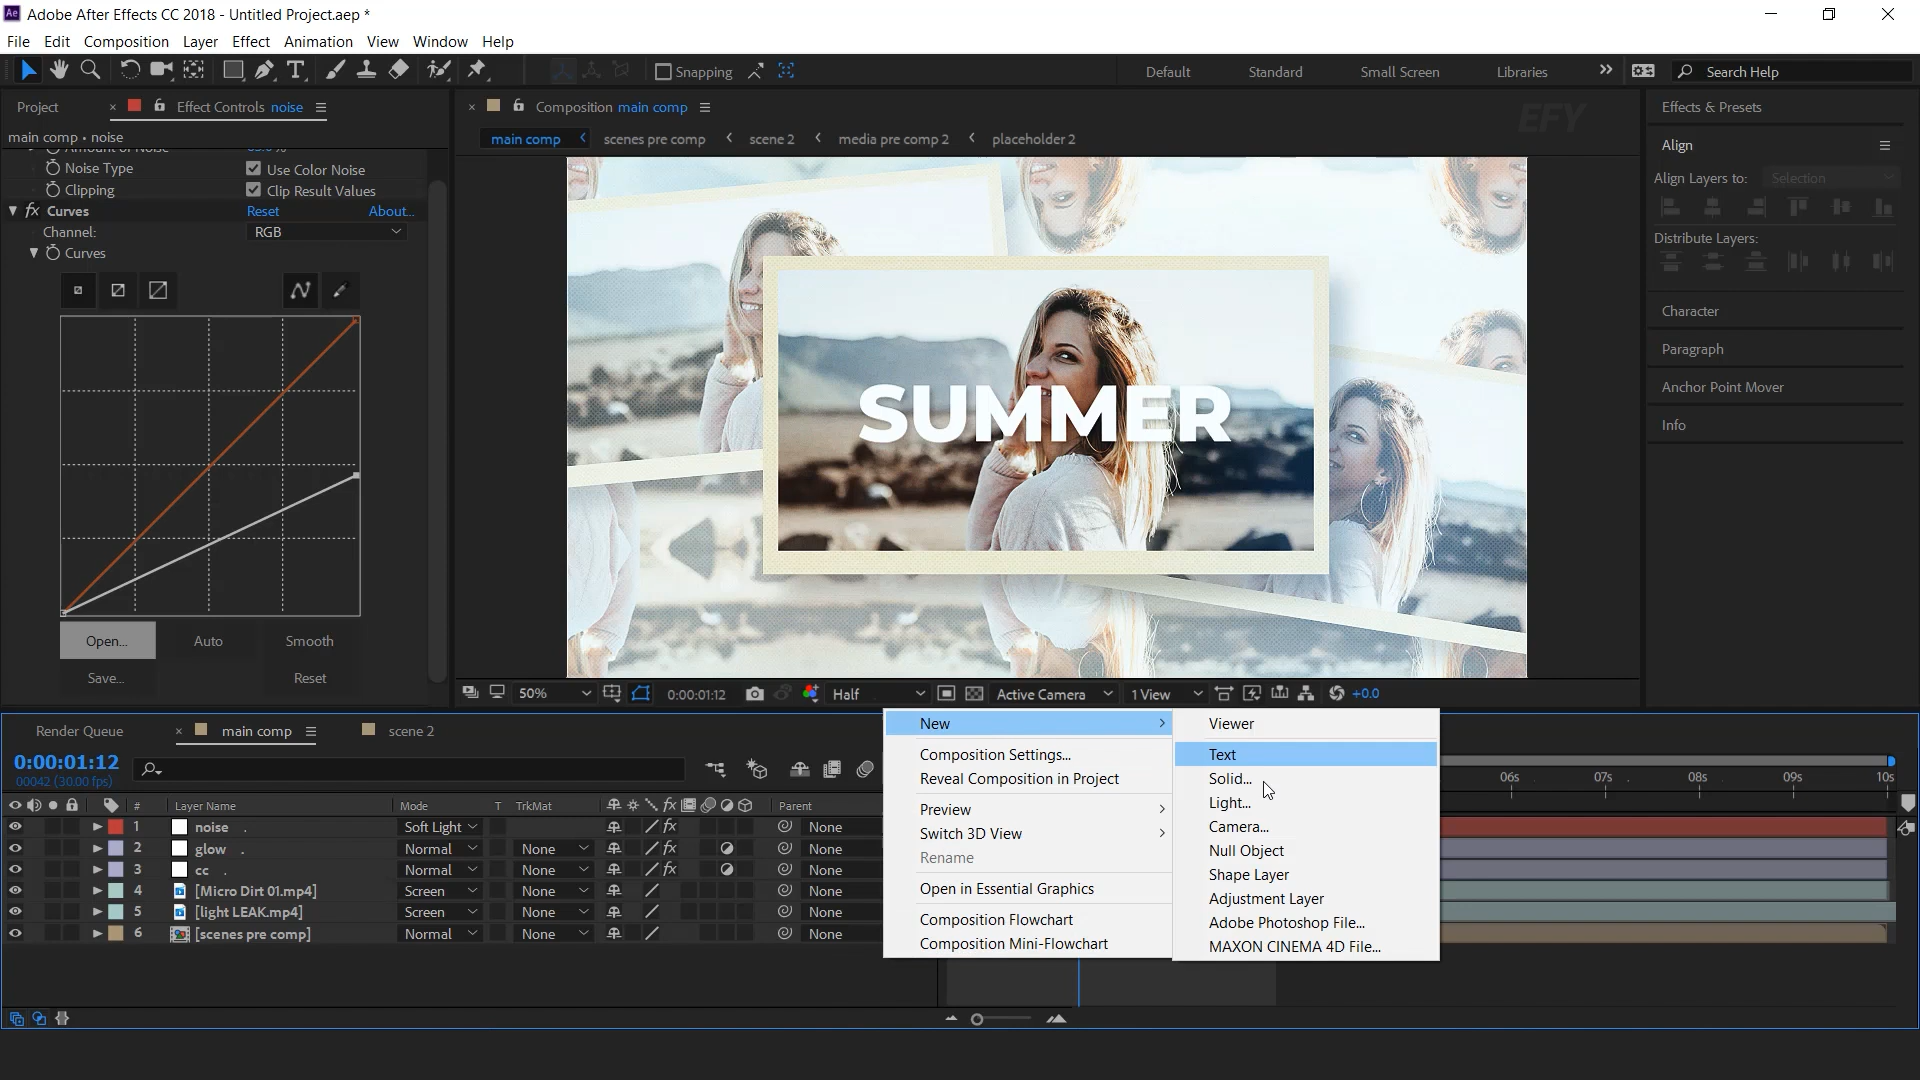 Ae Adobe After Effects CC 2018 - Untitled Project.aep *
File Edit Composition Layer Effect Animation View Window Help
Snapping
Default Standard Small Screen Libraries Search Help
Project Effect Controls noise
Composition main comp
EFY
Effects & Presets
main comp • noise
main comp scenes pre comp scene 2 media pre comp 2 placeholder 2
Align
Amount of Noise
Noise Type Use Color Noise
Clipping Clip Result Values
Align Layers to: Selection
fx Curves Reset About...
Channel: RGB
Distribute Layers:
Curves
Character
Paragraph
Anchor Point Mover
Info
SUMMER
Open... Auto Smooth
Save... Reset
50% 0:00:01:12 Half Active Camera 1 View +0.0
Render Queue main comp scene 2
0:00:01:12
00042 (30.00 fps)
New
Composition Settings...
Reveal Composition in Project
Preview
Switch 3D View
Rename
Open in Essential Graphics
Composition Flowchart
Composition Mini-Flowchart
Viewer
Text
Solid...
Light...
Camera...
Null Object
Shape Layer
Adjustment Layer
Adobe Photoshop File...
MAXON CINEMA 4D File...
06s 07s 08s 09s 10s
# Layer Name Mode T TrkMat fx Parent
1 noise . Soft Light fx None
2 glow . Normal None fx None
3 cc . Normal None fx None
4 [Micro Dirt 01.mp4] Screen None None
5 [light LEAK.mp4] Screen None None
6 [scenes pre comp] Normal None None